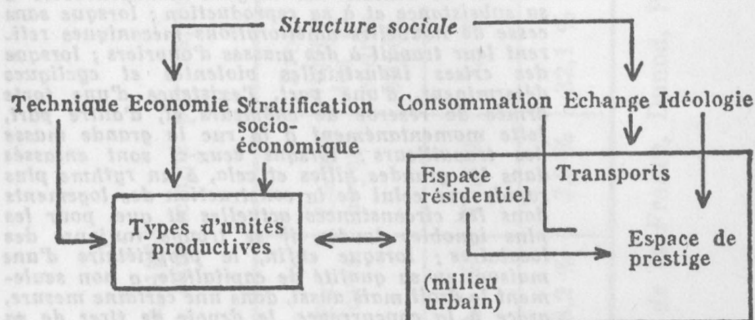 Structure sociale
Technique Economie Stratification socio-économique
Consommation Echange Idéologie
Espace résidentiel
Transports
Types d'unités productives
Espace de prestige
(milieu urbain)